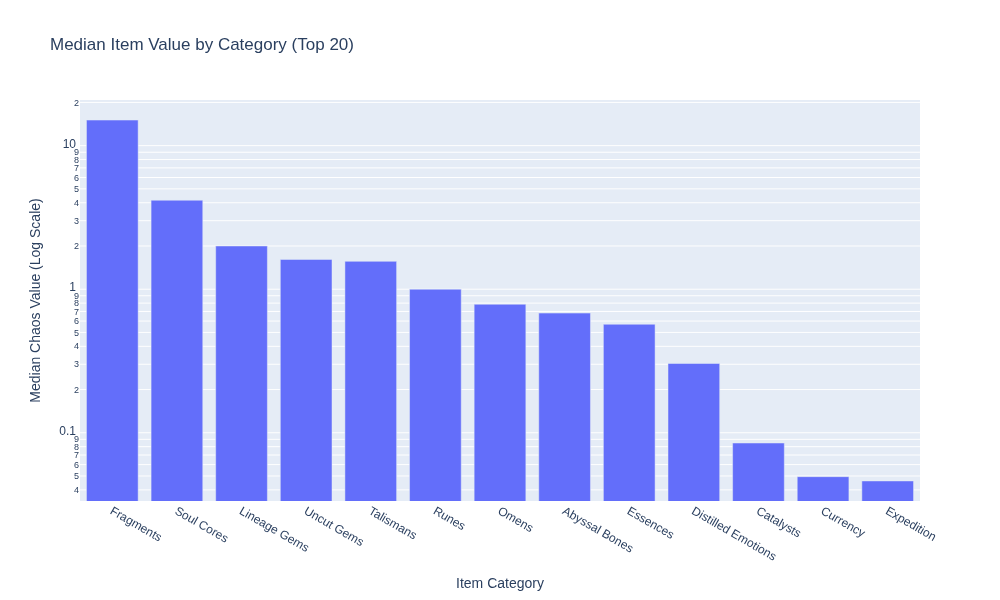 Median Item Value by Category (Top 20)
Median Chaos Value (Log Scale)
2
10
9
8
7
6
5
4
3
2
1
9
8
7
6
5
4
3
2
0.1
9
8
7
6
5
4
Fragments
Soul Cores
Lineage Gems
Uncut Gems
Talismans
Runes
Omens
Abyssal Bones
Essences
Distilled Emotions
Catalysts
Currency
Expedition
Item Category